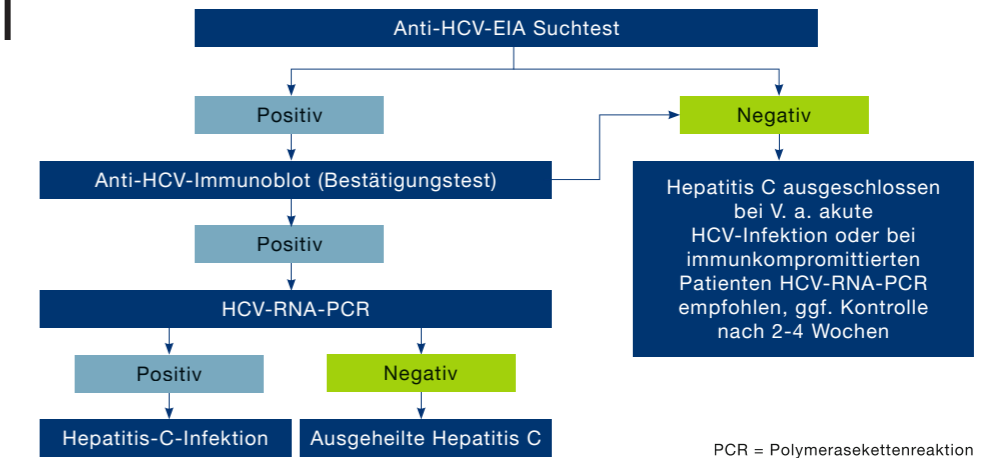 Anti-HCV-EIA Suchtest
Positiv
Negativ
Anti-HCV-Immunoblot (Bestätigungstest)
Hepatitis C ausgeschlossen
bei V. a. akute
HCV-Infektion oder bei
immunkompromittierten
Patienten HCV-RNA-PCR
empfohlen, ggf. Kontrolle
nach 2-4 Wochen
Positiv
HCV-RNA-PCR
Positiv
Negativ
Hepatitis-C-Infektion
Ausgeheilte Hepatitis C
PCR = Polymerasekettenreaktion